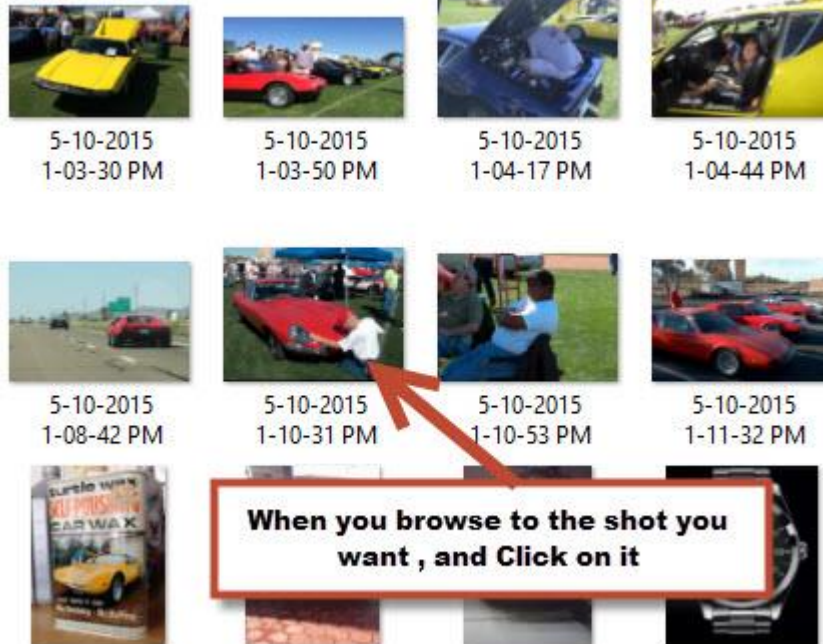 5-10-2015
1-03-30 PM
5-10-2015
1-03-50 PM
5-10-2015
1-04-17 PM
5-10-2015
1-04-44 PM
5-10-2015
1-08-42 PM
5-10-2015
1-10-31 PM
5-10-2015
1-10-53 PM
5-10-2015
1-11-32 PM
turtle wax
CAR WAX
When you browse to the shot you
want , and Click on it